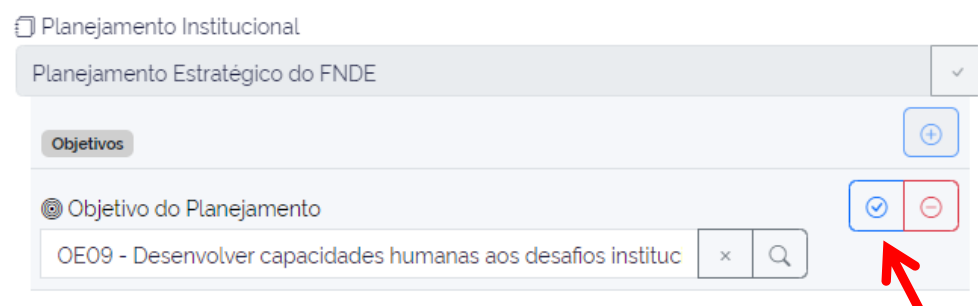 Planejamento Institucional
Planejamento Estratégico do FNDE
Objetivos
Objetivo do Planejamento
OE09 - Desenvolver capacidades humanas aos desafios instituc